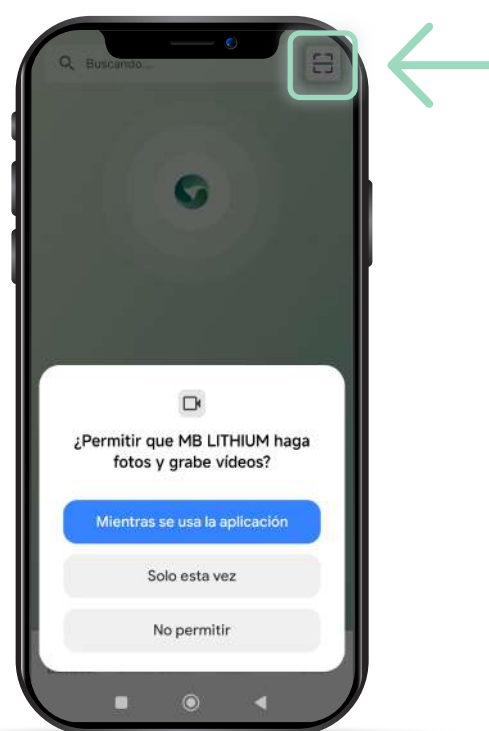 Buscando...
¿Permitir que MB LITHIUM haga
fotos y grabe vídeos?
Mientras se usa la aplicación
Solo esta vez
No permitir